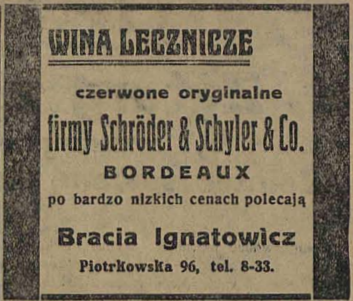 WINA LECZNICZE
czerwone oryginalne
firmy Schröder & Schyler & Co.
BORDEAUX
po bardzo nizkich cenach polecają
Bracia Ignatowicz
Piotrkowska 96, tel. 8-33.